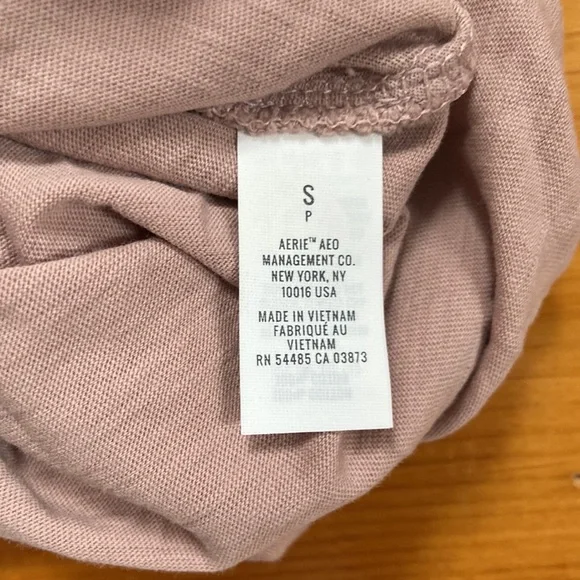 S
P
AERIE™ AEO
MANAGEMENT CO.
NEW YORK, NY
10016 USA
MADE IN VIETNAM
FABRIQUÉ AU
VIETNAM
RN 54485 CA 03873